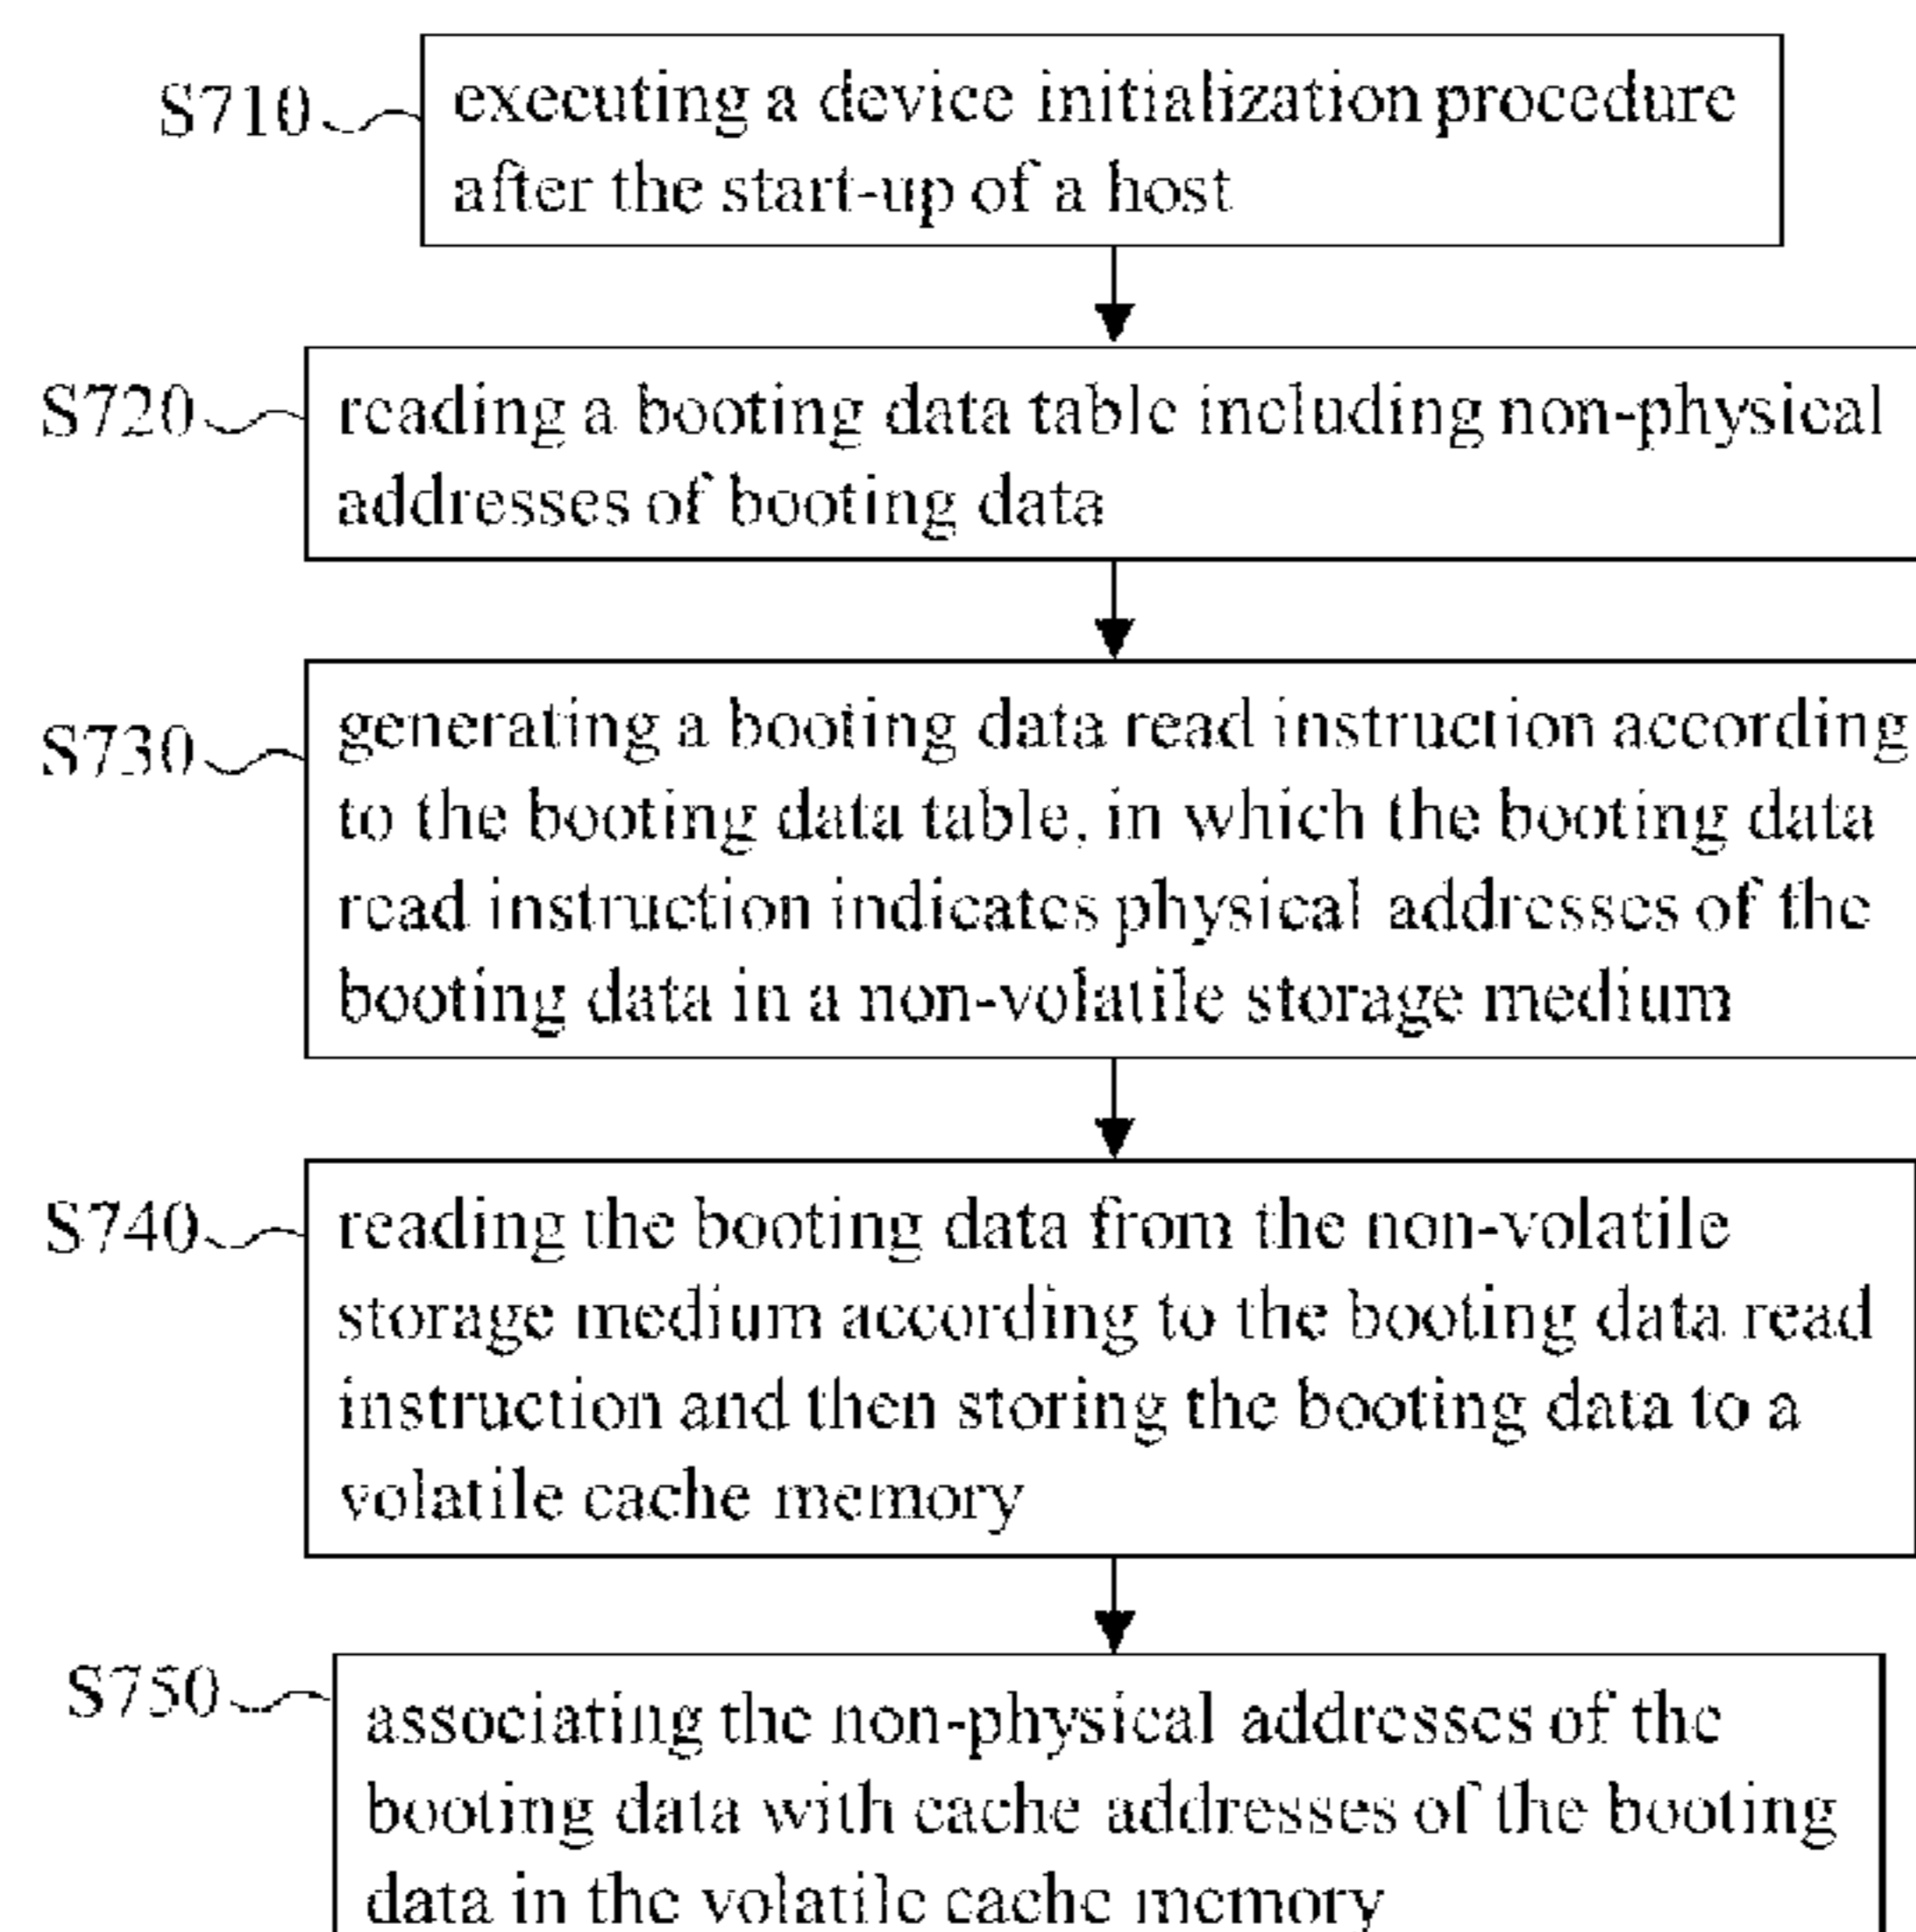 S710
executing a device initialization procedure
after the start-up of a host
S720
reading a booting data table including non-physical
addresses of booting data
S730
generating a booting data read instruction according
to the booting data table, in which the booting data
read instruction indicates physical addresses of the
booting data in a non-volatile storage medium
S740
reading the booting data from the non-volatile
storage medium according to the booting data read
instruction and then storing the booting data to a
volatile cache memory
S750
associating the non-physical addresses of the
booting data with cache addresses of the booting
data in the volatile cache memory